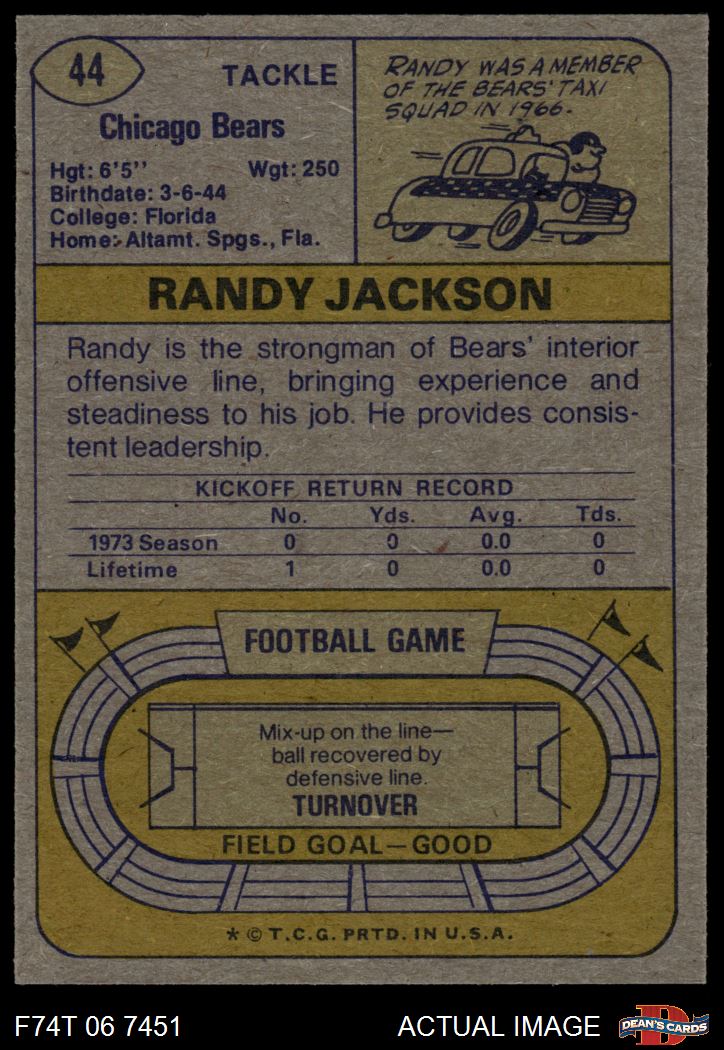 44
TACKLE
Chicago Bears
Hgt: 6'5'' Wgt: 250
Birthdate: 3-6-44
College: Florida
Home: Altamt. Spgs., Fla.
RANDY WAS A MEMBER
OF THE BEARS' TAXI
SQUAD IN 1966.
RANDY JACKSON
Randy is the strongman of Bears' interior
offensive line, bringing experience and
steadiness to his job. He provides consis-
tent leadership.
KICKOFF RETURN RECORD
No. Yds. Avg. Tds.
1973 Season 0 0 0.0 0
Lifetime 1 0 0.0 0
FOOTBALL GAME
Mix-up on the line—
ball recovered by
defensive line.
TURNOVER
FIELD GOAL—GOOD
* © T.C.G. PRTD. IN U.S.A.
F74T 06 7451 ACTUAL IMAGE
D
DEAN'S CARDS